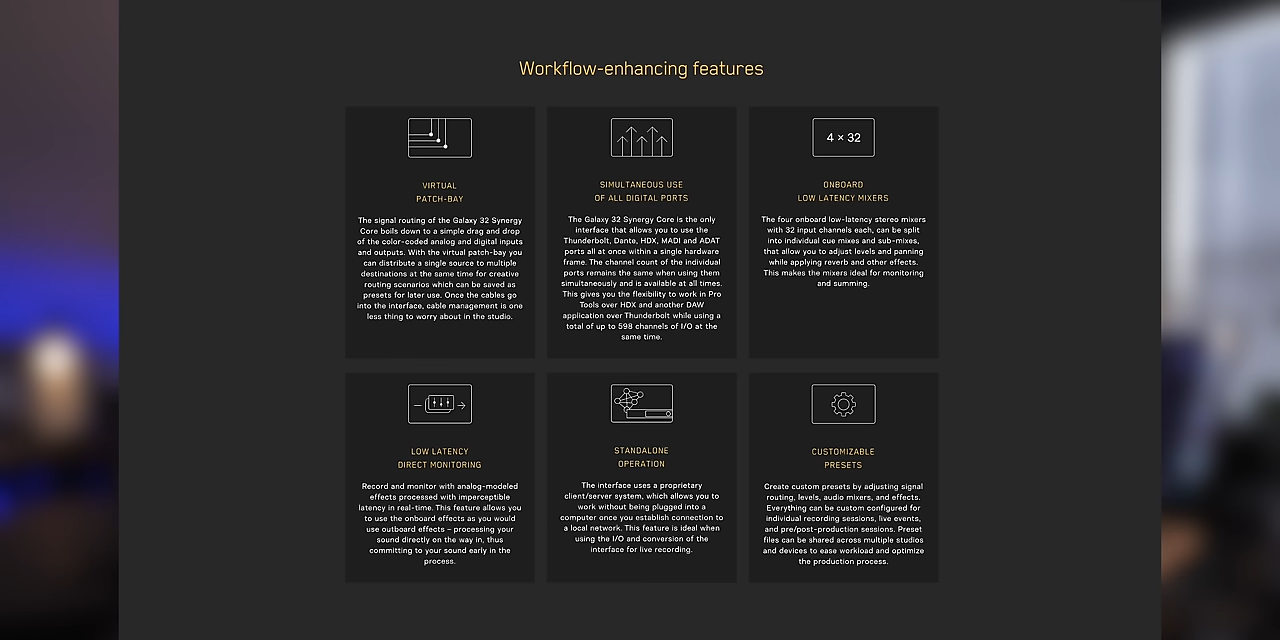 Workflow-enhancing features
VIRTUAL
PATCH-BAY
The signal routing of the Galaxy 32 Synergy
Core boils down to a simple drag and drop
of the color-coded analog and digital inputs
and outputs. With the virtual patch-bay you
can distribute a single source to multiple
destinations at the same time for creative
routing scenarios which can be saved as
presets for later use. Once the cables go
into the interface, cable management is one
less thing to worry about in the studio.
SIMULTANEOUS USE
OF ALL DIGITAL PORTS
The Galaxy 32 Synergy Core is the only
interface that allows you to use the
Thunderbolt, Dante, HDX, MADI and ADAT
ports all at once within a single hardware
frame. The channel count of the individual
ports remains the same when using them
simultaneously and is available at all times.
This gives you the flexibility to work in Pro
Tools over HDX and another DAW
application over Thunderbolt while using a
total of up to 598 channels of I/O at the
same time.
4 × 32
ONBOARD
LOW LATENCY MIXERS
The four onboard low-latency stereo mixers
with 32 input channels each, can be split
into individual cue mixes and sub-mixes,
that allow you to adjust levels and panning
while applying reverb and other effects.
This makes the mixers ideal for monitoring
and summing.
LOW LATENCY
DIRECT MONITORING
Record and monitor with analog-modeled
effects processed with imperceptible
latency in real-time. This feature allows you
to use the onboard effects as you would
use outboard effects – processing your
sound directly on the way in, thus
committing to your sound early in the
process.
STANDALONE
OPERATION
The interface uses a proprietary
client/server system, which allows you to
work without being plugged into a
computer once you establish connection to
a local network. This feature is ideal when
using the I/O and conversion of the
interface for live recording.
CUSTOMIZABLE
PRESETS
Create custom presets by adjusting signal
routing, levels, audio mixers, and effects.
Everything can be custom configured for
individual recording sessions, live events,
and pre/post-production sessions. Preset
files can be shared across multiple studios
and devices to ease workload and optimize
the production process.